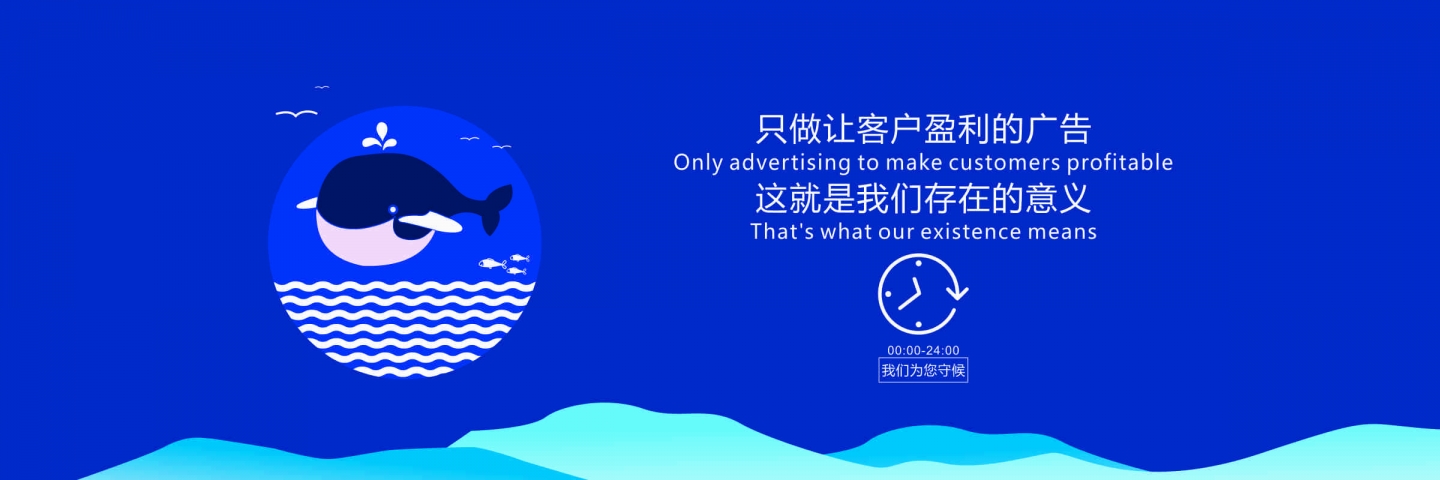 只做让客户盈利的广告
Only advertising to make customers profitable
这就是我们存在的意义
That's what our existence means
00:00-24:00
我们为您守候